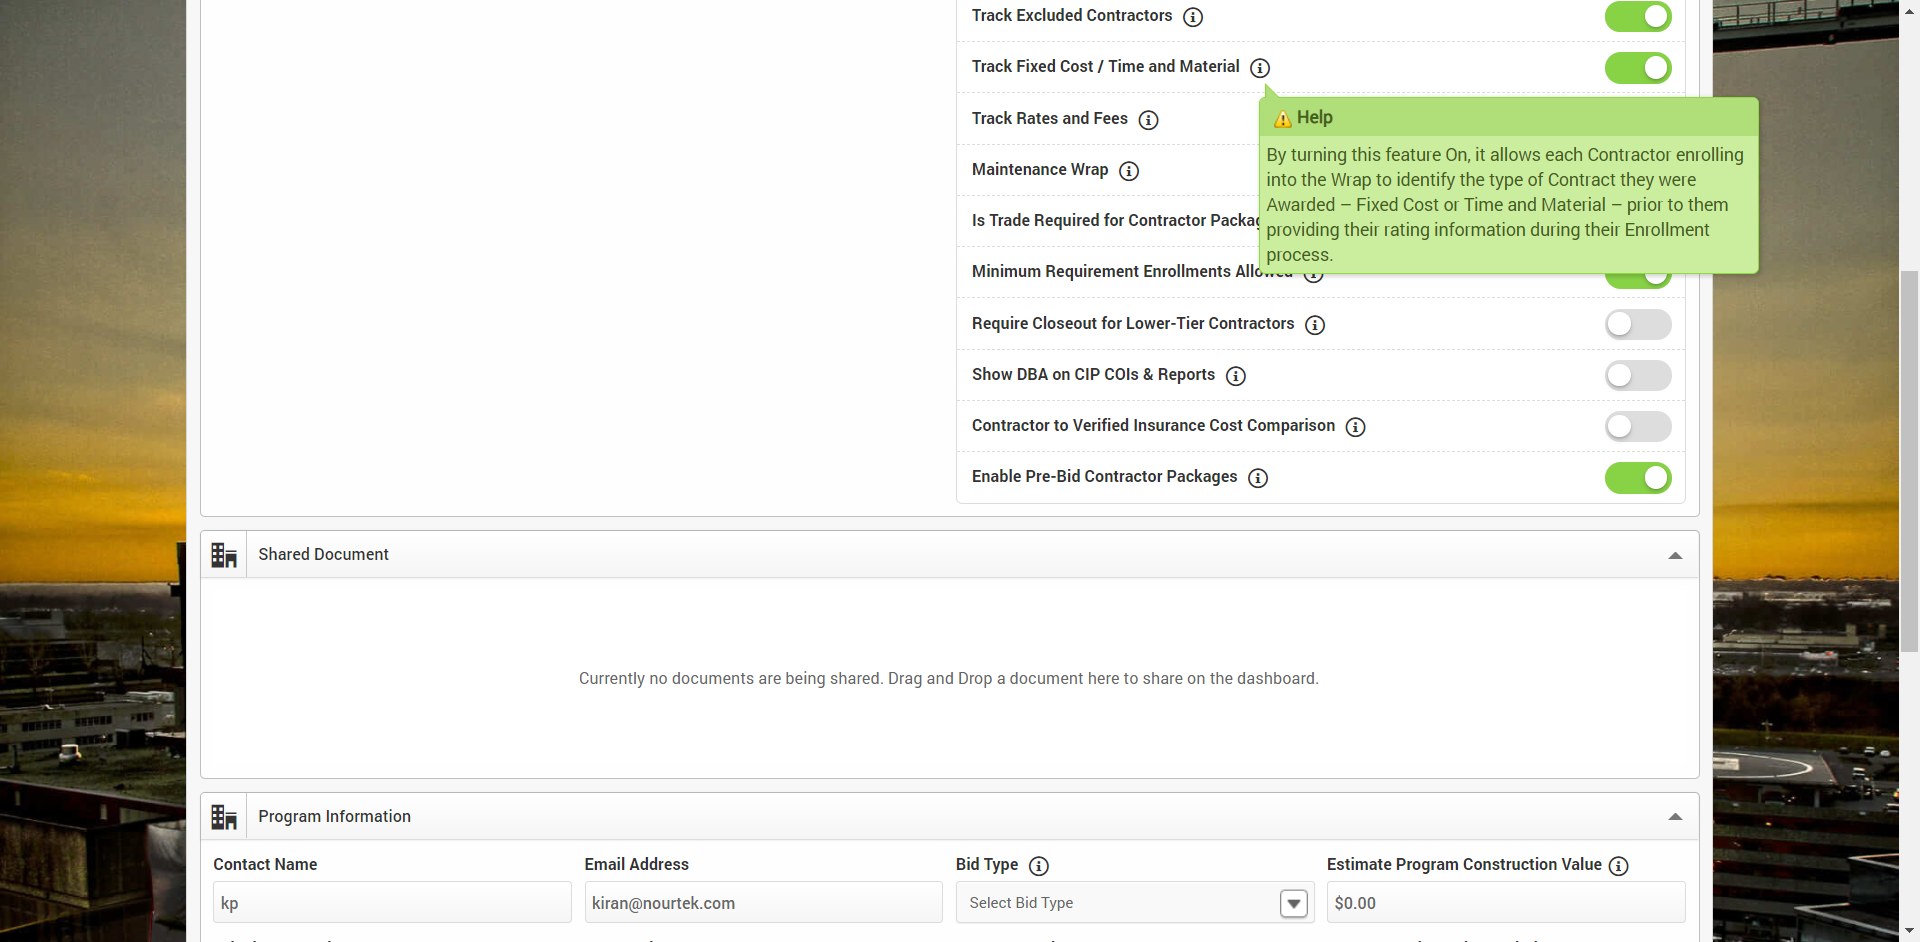 Track Excluded Contractors
Track Fixed Cost / Time and Material
Help
Track Rates and Fees
By turning this feature On, it allows each Contractor enrolling
into the Wrap to identify the type of Contract they were
Awarded – Fixed Cost or Time and Material – prior to them
providing their rating information during their Enrollment
process.
Maintenance Wrap
Is Trade Required for Contractor
Minimum Requirement Enrollments Allowed
Require Closeout for Lower-Tier Contractors
Show DBA on CIP COIs & Reports
Contractor to Verified Insurance Cost Comparison
Enable Pre-Bid Contractor Packages
Shared Document
Currently no documents are being shared. Drag and Drop a document here to share on the dashboard.
Program Information
Contact Name
Email Address
Bid Type
Estimate Program Construction Value
kp
kiran@nourtek.com
Select Bid Type
$0.00